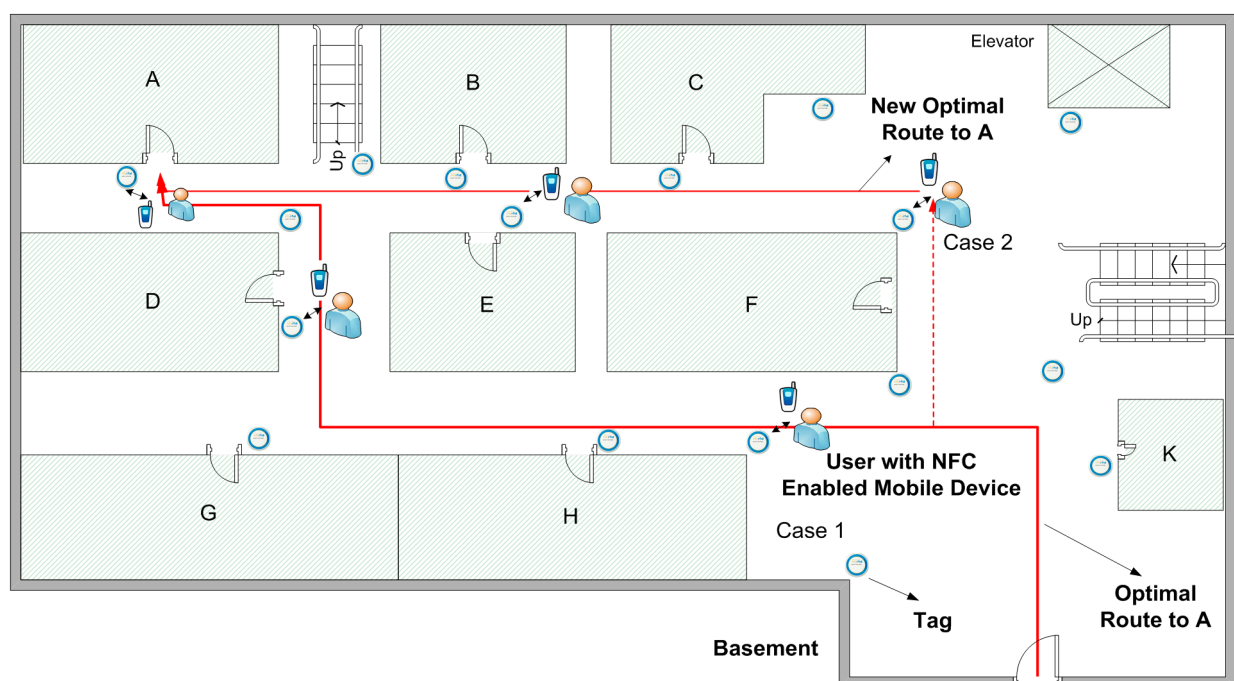 Elevator
A
B
C
Up
New Optimal
Route to A
Case 2
D
E
F
Up
User with NFC
Enabled Mobile Device
K
G
H
Case 1
Tag
Optimal
Route to A
Basement